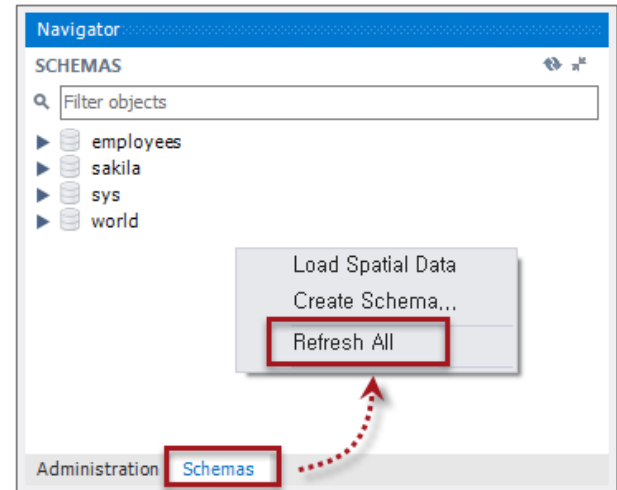 Navigator
SCHEMAS
Filter objects
employees
sakila
sys
world
Load Spatial Data
Create Schema...
Refresh All
Administration Schemas